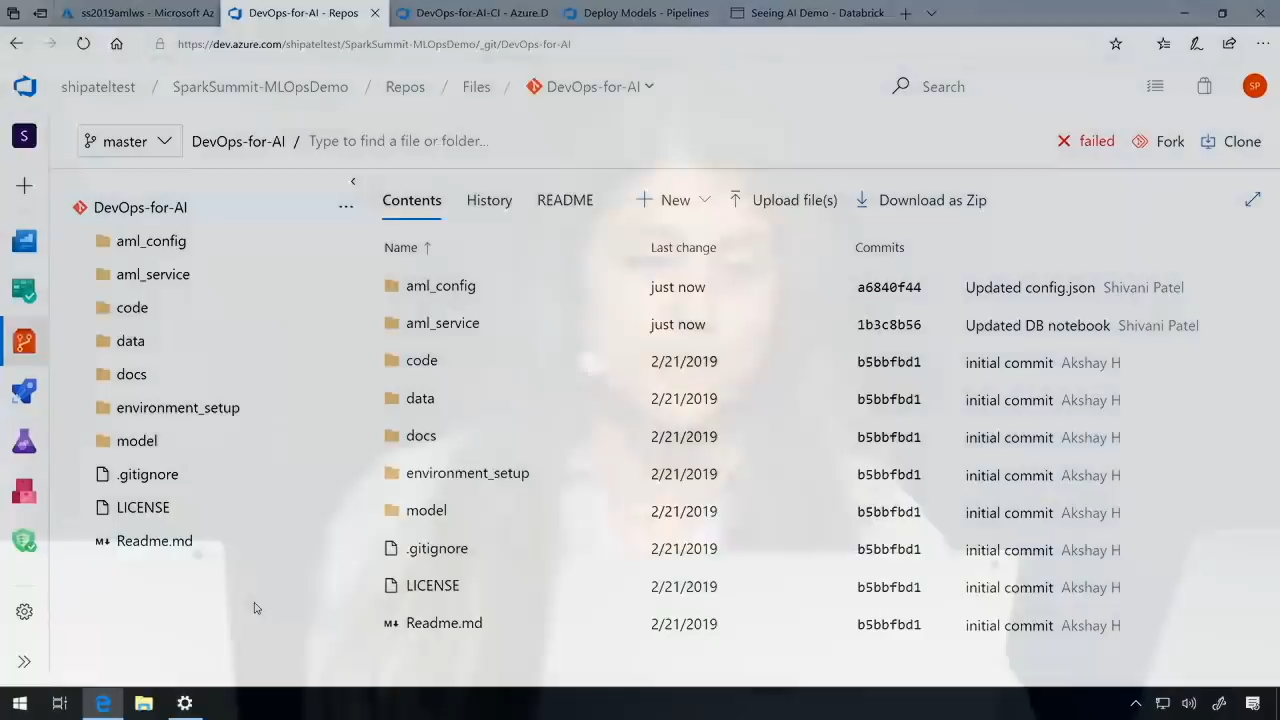 ss2019amlws - Microsoft Az DevOps-for-AI - Repos DevOps-for-AI-CI - Azure.D Deploy Models - Pipelines Seeing AI Demo - Databrick
https://dev.azure.com/shipateltest/SparkSummit-MLOpsDemo/_git/DevOps-for-AI
shipateltest / SparkSummit-MLOpsDemo / Repos / Files / DevOps-for-AI Search SP
S master DevOps-for-AI / Type to find a file or folder... failed Fork Clone
DevOps-for-AI ... Contents History README New Upload file(s) Download as Zip
Name ↑ Last change Commits
aml_config
aml_service
code
data
docs
environment_setup
model
.gitignore
LICENSE
Readme.md
aml_config just now a6840f44 Updated config.json Shivani Patel
aml_service just now 1b3c8b56 Updated DB notebook Shivani Patel
code 2/21/2019 b5bbfbd1 initial commit Akshay H
data 2/21/2019 b5bbfbd1 initial commit Akshay H
docs 2/21/2019 b5bbfbd1 initial commit Akshay H
environment_setup 2/21/2019 b5bbfbd1 initial commit Akshay H
model 2/21/2019 b5bbfbd1 initial commit Akshay H
.gitignore 2/21/2019 b5bbfbd1 initial commit Akshay H
LICENSE 2/21/2019 b5bbfbd1 initial commit Akshay H
Readme.md 2/21/2019 b5bbfbd1 initial commit Akshay H